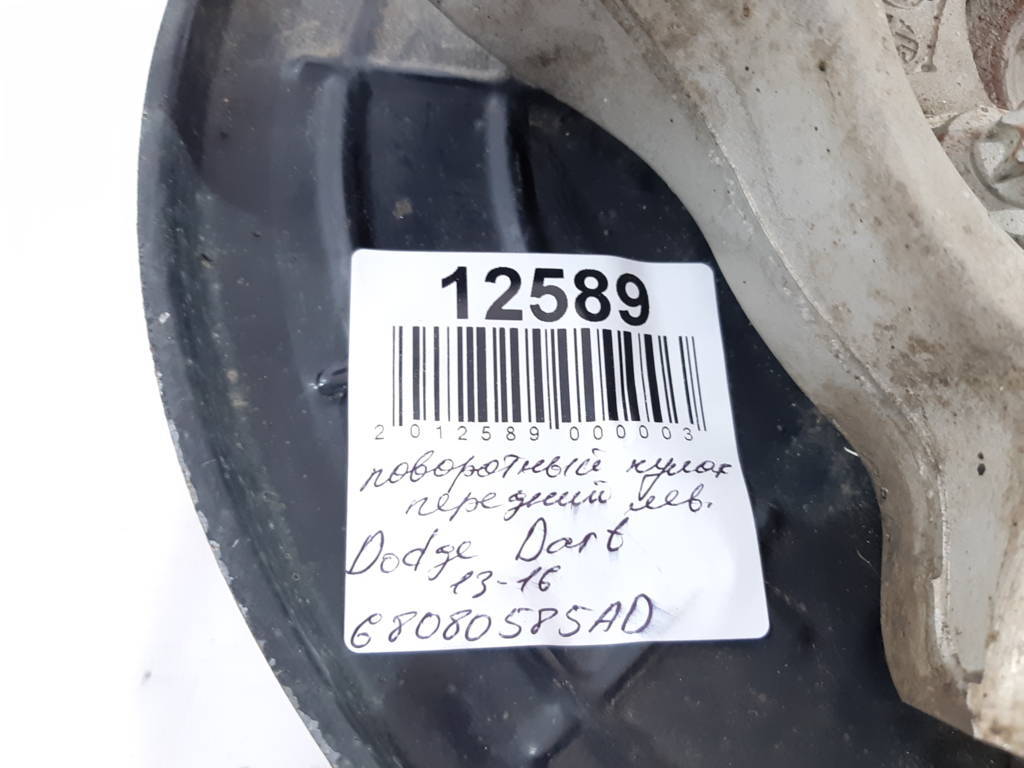 12589
2 012589 000003
поворотный кулак
передний лев.
Dodge Dart
13-16
68080585AD